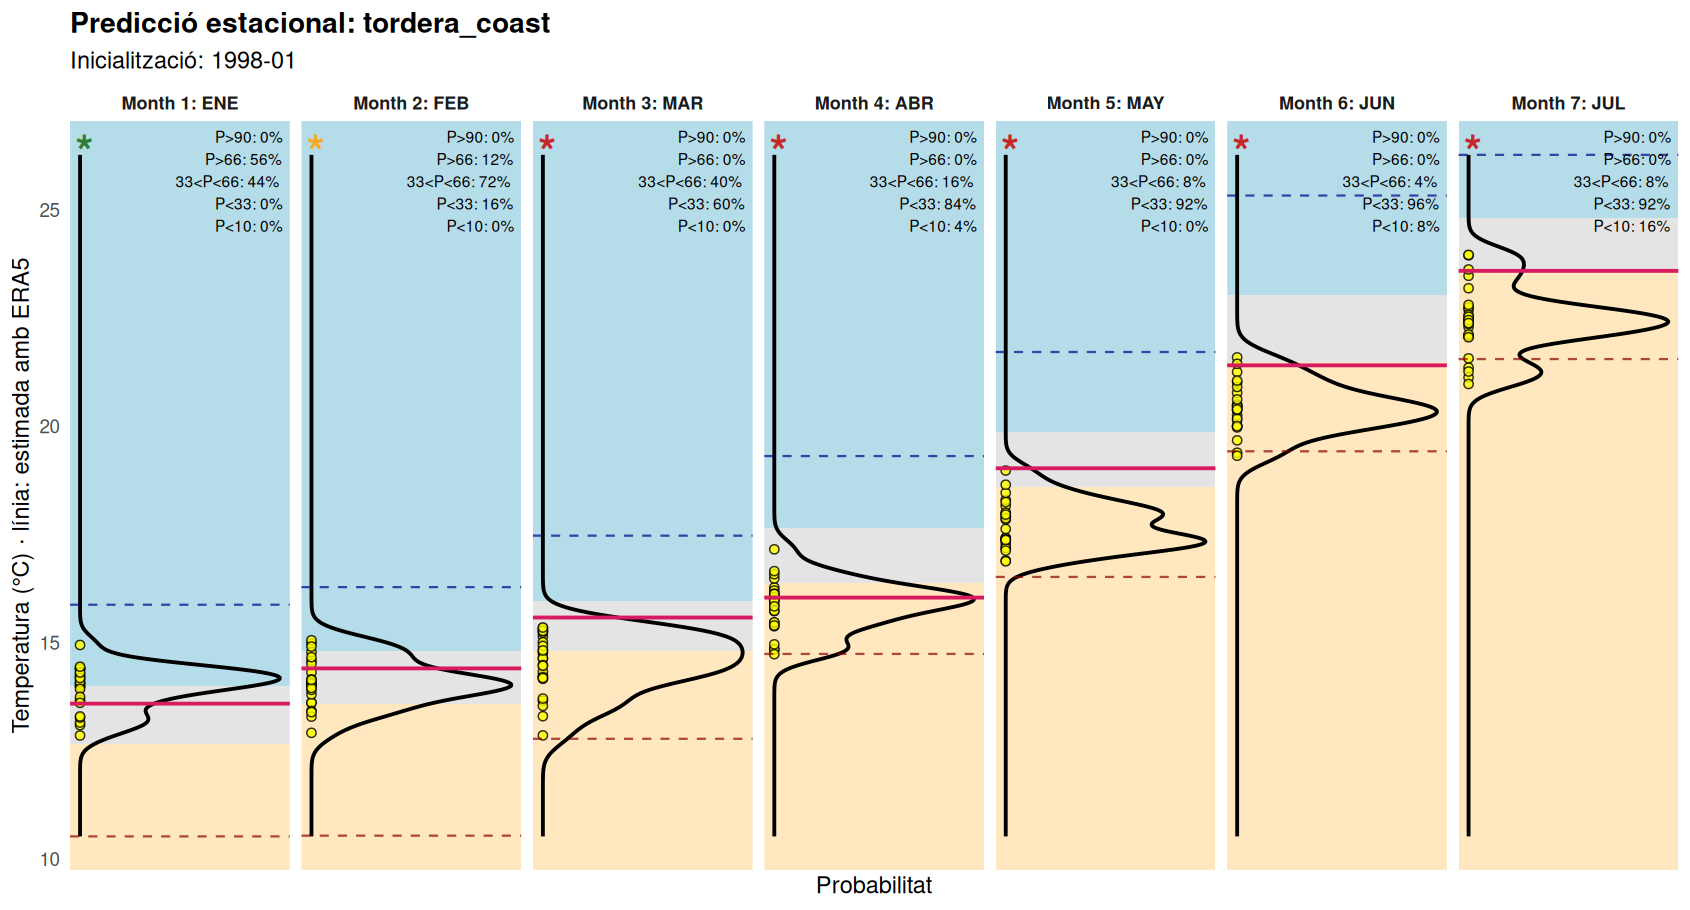 Predicció estacional: tordera_coast
Inicialització: 1998-01
Month 1: ENE
Month 2: FEB
Month 3: MAR
Month 4: ABR
Month 5: MAY
Month 6: JUN
Month 7: JUL
*
P>90: 0%
P>66: 56%
33<P<66: 44%
P<33: 0%
P<10: 0%
*
P>90: 0%
P>66: 12%
33<P<66: 72%
P<33: 16%
P<10: 0%
*
P>90: 0%
P>66: 0%
33<P<66: 40%
P<33: 60%
P<10: 0%
*
P>90: 0%
P>66: 0%
33<P<66: 16%
P<33: 84%
P<10: 4%
*
P>90: 0%
P>66: 0%
33<P<66: 8%
P<33: 92%
P<10: 0%
*
P>90: 0%
P>66: 0%
33<P<66: 4%
P<33: 96%
P<10: 8%
*
P>90: 0%
P>66: 0%
33<P<66: 8%
P<33: 92%
P<10: 16%
25
20
15
10
Temperatura (°C) · línia: estimada amb ERA5
Probabilitat